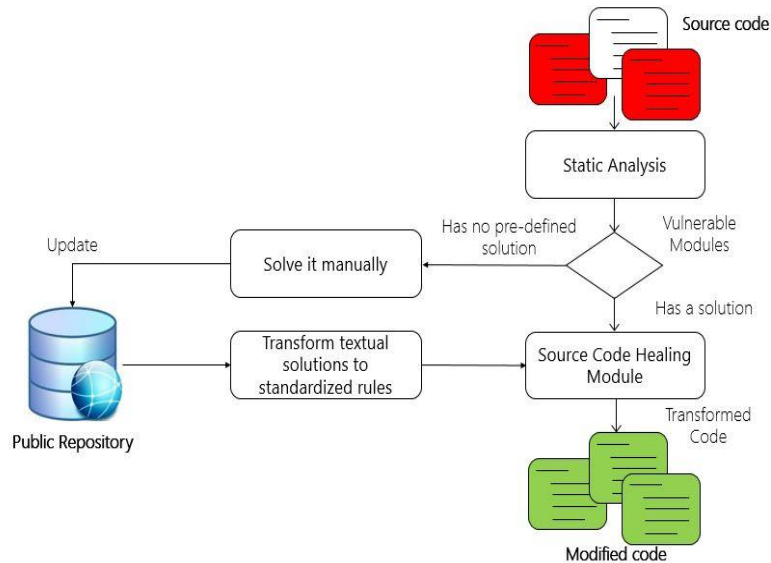 Source code
Static Analysis
Vulnerable
Modules
Has no pre-defined
solution
Update
Solve it manually
Has a solution
Transform textual
solutions to
standardized rules
Source Code Healing
Module
Public Repository
Transformed
Code
Modified code